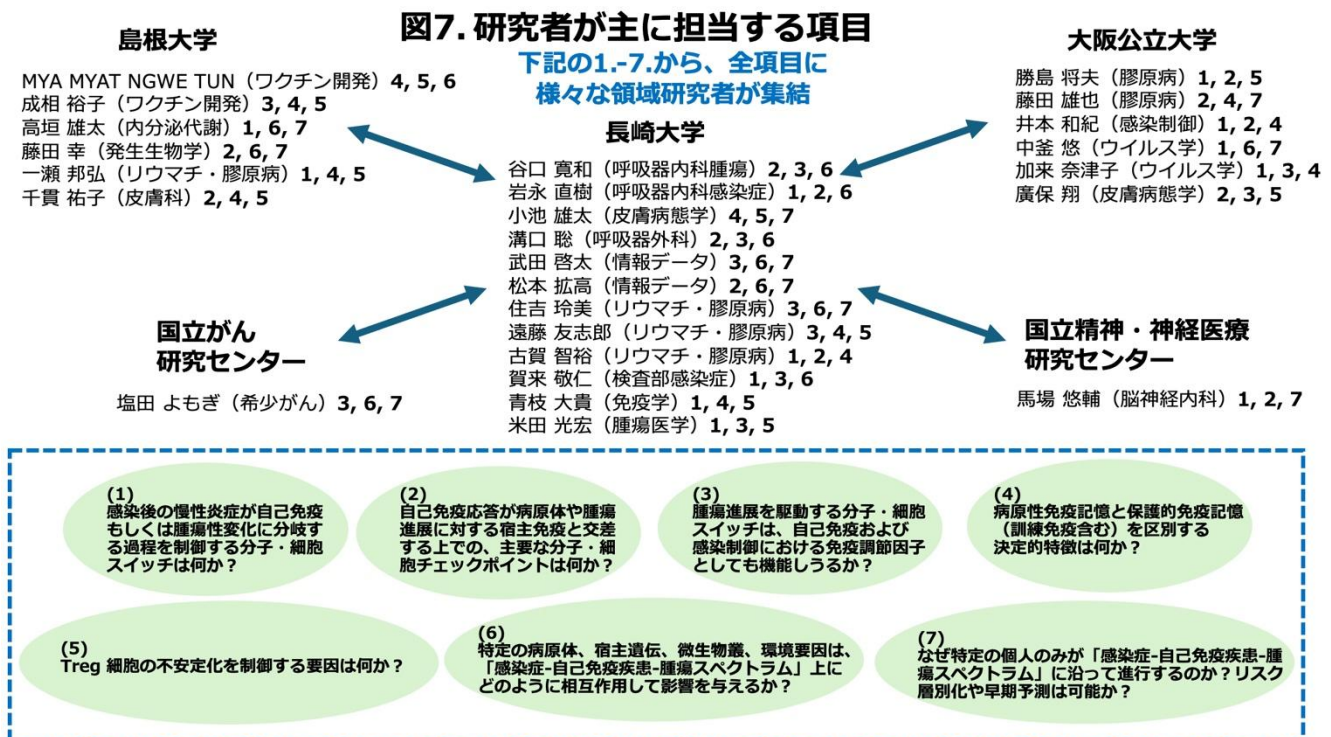 図7. 研究者が主に担当する項目
下記の1.-7.から、全項目に
様々な領域研究者が集結
島根大学
MYA MYAT NGWE TUN（ワクチン開発）4, 5, 6
成相 裕子（ワクチン開発）3, 4, 5
高垣 雄太（内分泌代謝）1, 6, 7
藤田 幸（発生生物学）2, 6, 7
一瀬 邦弘（リウマチ・膠原病）1, 4, 5
千貫 祐子（皮膚科）2, 4, 5
長崎大学
谷口 寛和（呼吸器内科腫瘍）2, 3, 6
岩永 直樹（呼吸器内科感染症）1, 2, 6
小池 雄太（皮膚病態学）4, 5, 7
溝口 聡（呼吸器外科）2, 3, 6
武田 啓太（情報データ）3, 6, 7
松本 拡高（情報データ）2, 6, 7
住吉 玲美（リウマチ・膠原病）3, 6, 7
遠藤 友志郎（リウマチ・膠原病）3, 4, 5
古賀 智裕（リウマチ・膠原病）1, 2, 4
賀来 敬仁（検査部感染症）1, 3, 6
青枝 大貴（免疫学）1, 4, 5
米田 光宏（腫瘍医学）1, 3, 5
大阪公立大学
勝島 将夫（膠原病）1, 2, 5
藤田 雄也（膠原病）2, 4, 7
井本 和紀（感染制御）1, 2, 4
中釜 悠（ウイルス学）1, 6, 7
加来 奈津子（ウイルス学）1, 3, 4
廣保 翔（皮膚病態学）2, 3, 5
国立がん
研究センター
塩田 よもぎ（希少がん）3, 6, 7
国立精神・神経医療
研究センター
馬場 悠輔（脳神経内科）1, 2, 7
(1)
感染後の慢性炎症が自己免疫
もしくは腫瘍性変化に分岐す
る過程を制御する分子・細胞
スイッチは何か？
(2)
自己免疫応答が病原体や腫瘍
進展に対する宿主免疫と交差
する上での、主要な分子・細
胞チェックポイントは何か？
(3)
腫瘍進展を駆動する分子・細胞
スイッチは、自己免疫および
感染制御における免疫調節因子
としても機能しうるか？
(4)
病原性免疫記憶と保護的免疫記憶
（訓練免疫含む）を区別する
決定的特徴は何か？
(5)
Treg 細胞の不安定化を制御する要因は何か？
(6)
特定の病原体、宿主遺伝、微生物叢、環境要因は、
「感染症-自己免疫疾患-腫瘍スペクトラム」上に
どのように相互作用して影響を与えるか？
(7)
なぜ特定の個人のみが「感染症-自己免疫疾患-腫
瘍スペクトラム」に沿って進行するのか？リスク
層別化や早期予測は可能か？